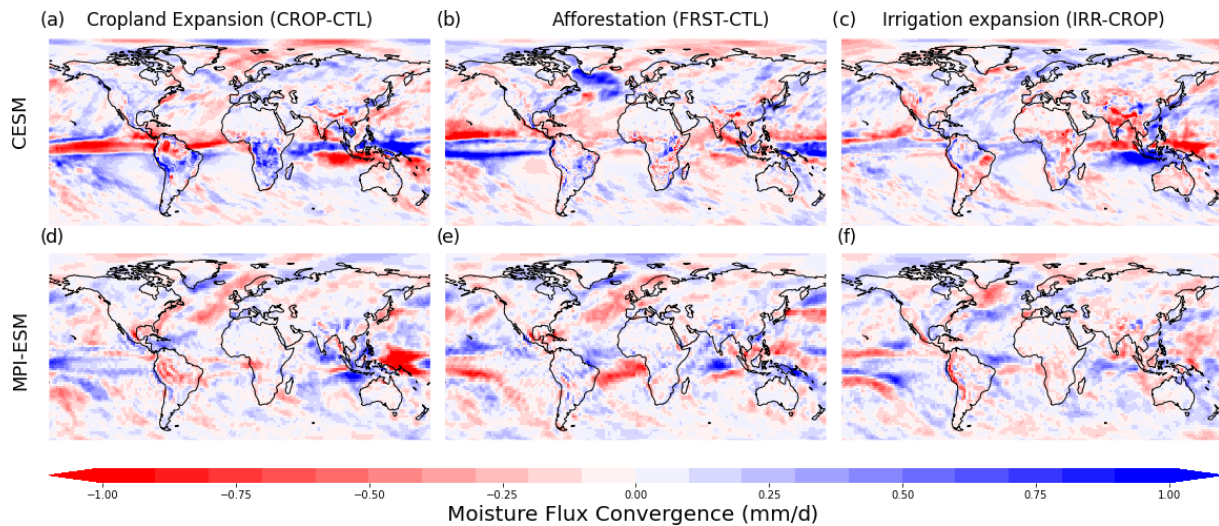 (a) Cropland Expansion (CROP-CTL)
(b) Afforestation (FRST-CTL)
(c) Irrigation expansion (IRR-CROP)
CESM
(d)
(e)
(f)
MPI-ESM
−1.00 −0.75 −0.50 −0.25 0.00 0.25 0.50 0.75 1.00
Moisture Flux Convergence (mm/d)